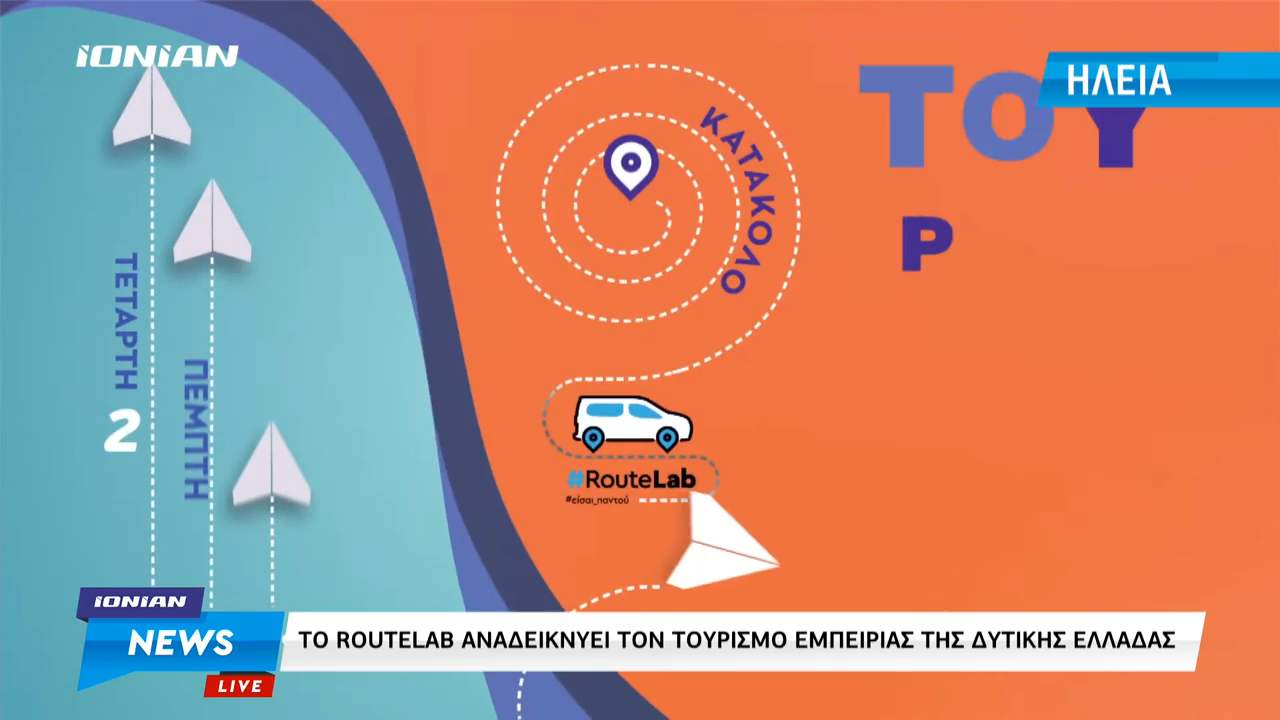 IONIAN
ΗΛΕΙΑ
ΤΟΥ
Ρ
ΚΑΤΑΚΟΛΟ
ΤΕΤΑΡΤΗ
2
ΠΕΜΠΤΗ
#RouteLab
#είσαι_παντού
IONIAN
NEWS
LIVE
ΤΟ ROUTELAB ΑΝΑΔΕΙΚΝΥΕΙ ΤΟΝ ΤΟΥΡΙΣΜΟ ΕΜΠΕΙΡΙΑΣ ΤΗΣ ΔΥΤΙΚΗΣ ΕΛΛΑΔΑΣ